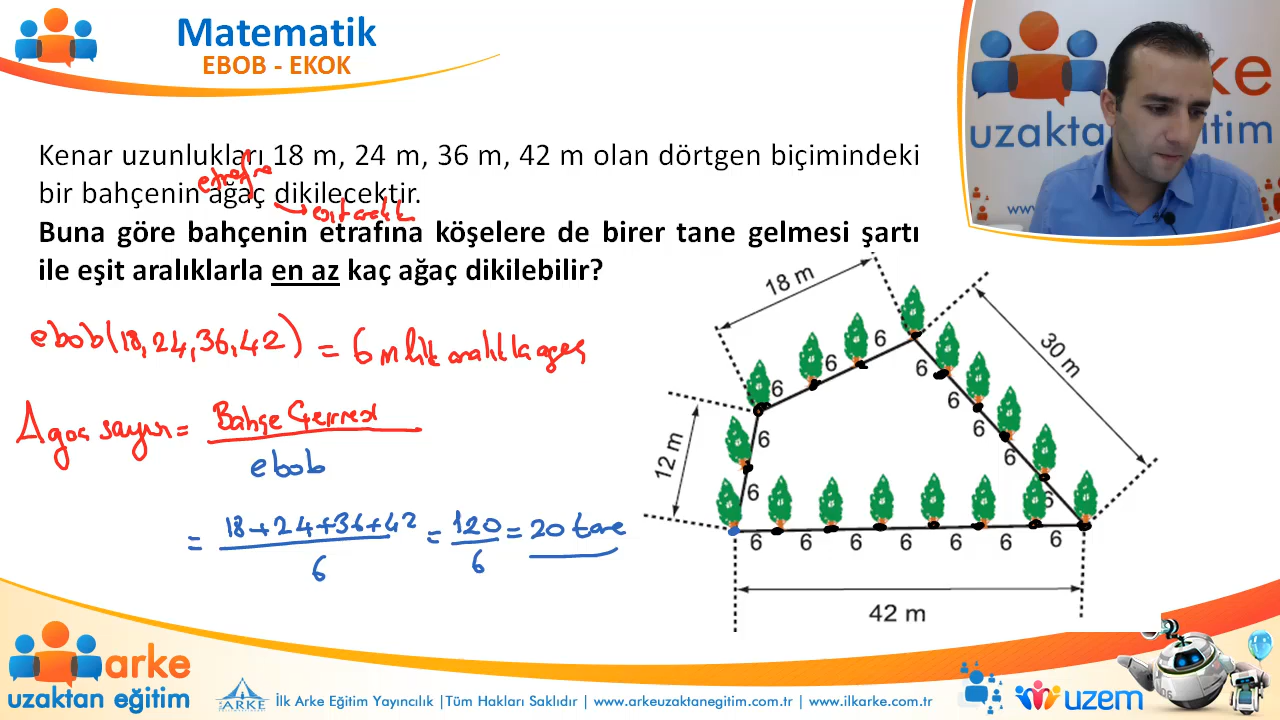 Matematik
EBOB - EKOK
arke
uzaktan eğitim
www.
Kenar uzunlukları 18 m, 24 m, 36 m, 42 m olan dörtgen biçimindeki
etrafına
bir bahçenin ağaç dikilecektir.
eşit aralık
Buna göre bahçenin etrafına köşelere de birer tane gelmesi şartı
ile eşit aralıklarla en az kaç ağaç dikilebilir?
ebob(18,24,36,42) = 6 m lik aralıkla ağaç
Ağaç sayısı = Bahçe Çevresi
ebob
= 18+24+36+42 = 120 = 20 tane
6 6
18 m
30 m
12 m
42 m
6 6 6
6 6 6 6 6
6 6
6 6 6 6 6 6 6
arke
uzaktan eğitim
ARKE
İlk Arke Eğitim Yayıncılık |Tüm Hakları Saklıdır | www.arkeuzaktanegitim.com.tr | www.ilkarke.com.tr
uzem